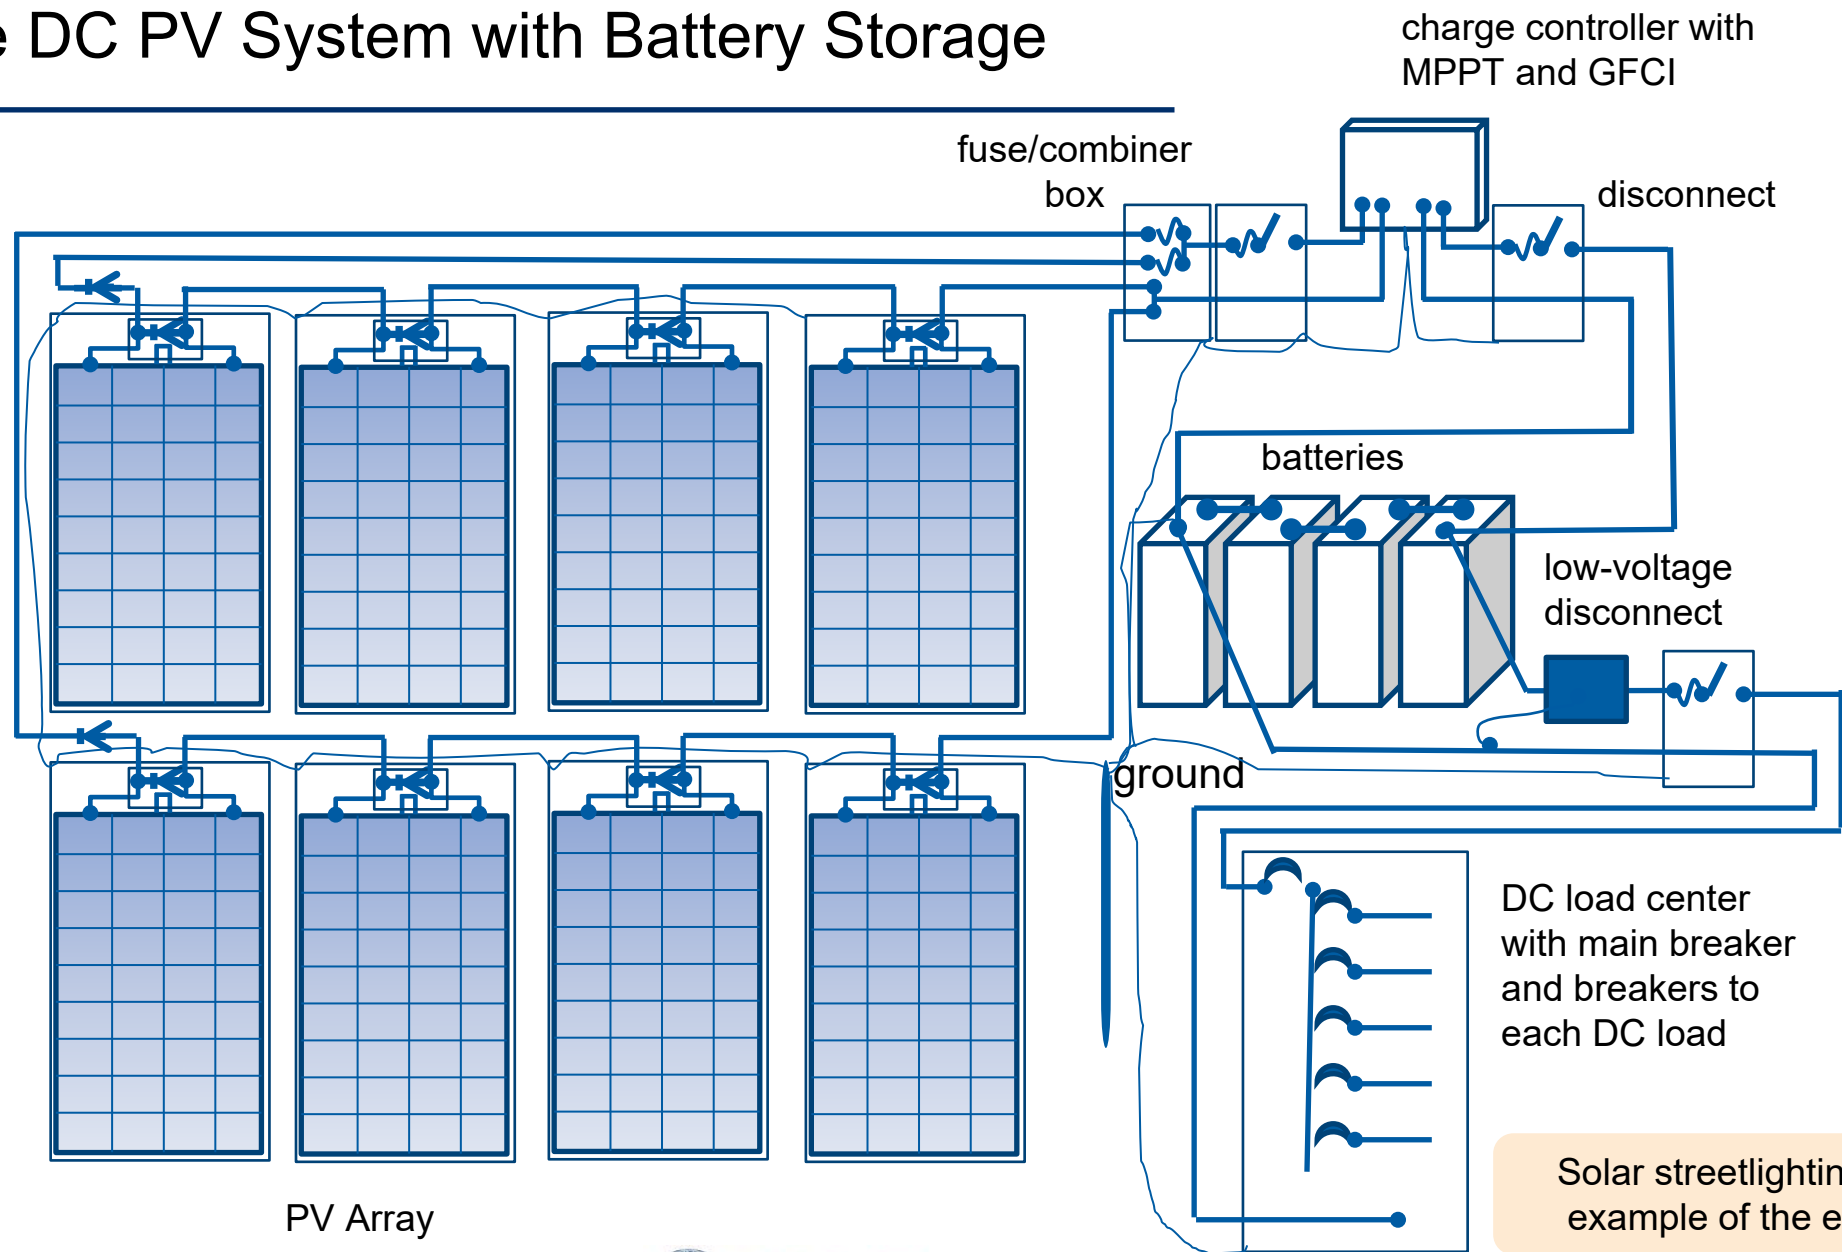 DC PV System with Battery Storage
charge controller with
MPPT and GFCI
fuse/combiner
box
disconnect
batteries
low-voltage
disconnect
ground
DC load center
with main breaker
and breakers to
each DC load
Solar
example of the
PV Array